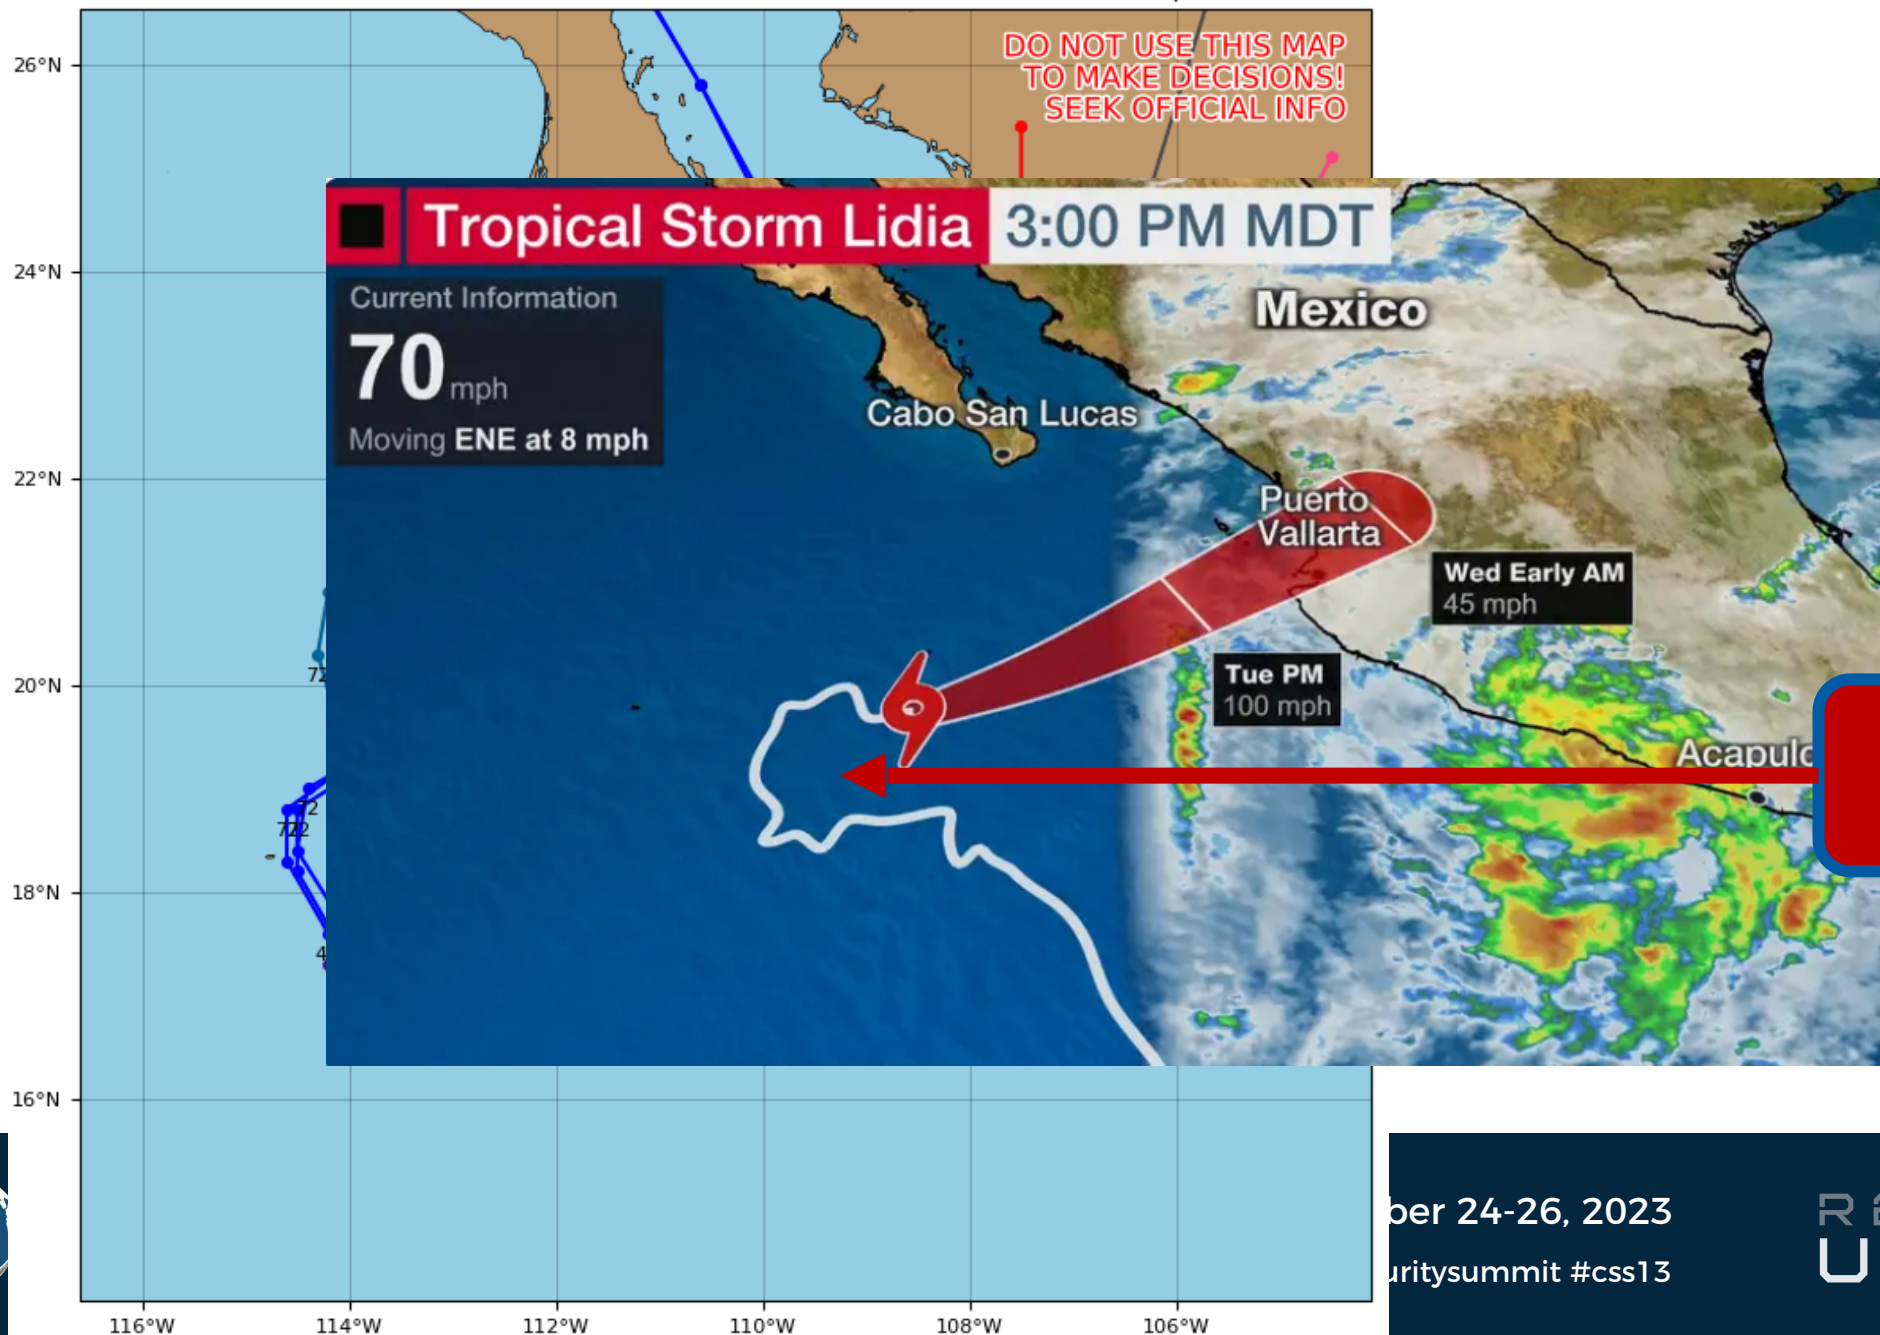 26°N
DO NOT USE THIS MAP
TO MAKE DECISIONS!
SEEK OFFICIAL INFO
Tropical Storm Lidia 3:00 PM MDT
24°N
Current Information
70 mph
Moving ENE at 8 mph
Mexico
Cabo San Lucas
22°N
Puerto
Vallarta
Wed Early AM
45 mph
Tue PM
100 mph
20°N
72
Acapulc
72
18°N
4
16°N
ber 24-26, 2023
uritysummit #css13
R
U
116°W 114°W 112°W 110°W 108°W 106°W